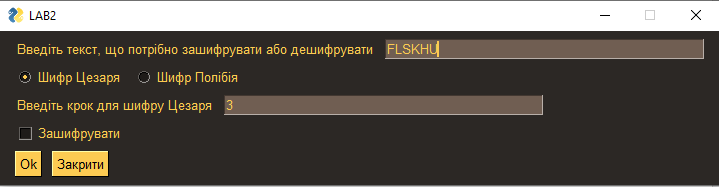 LAB2
Введіть текст, що потрібно зашифрувати або дешифрувати FLSKHU
Шифр Цезаря Шифр Полібія
Введіть крок для шифру Цезаря 3
Зашифрувати
Ok Закрити